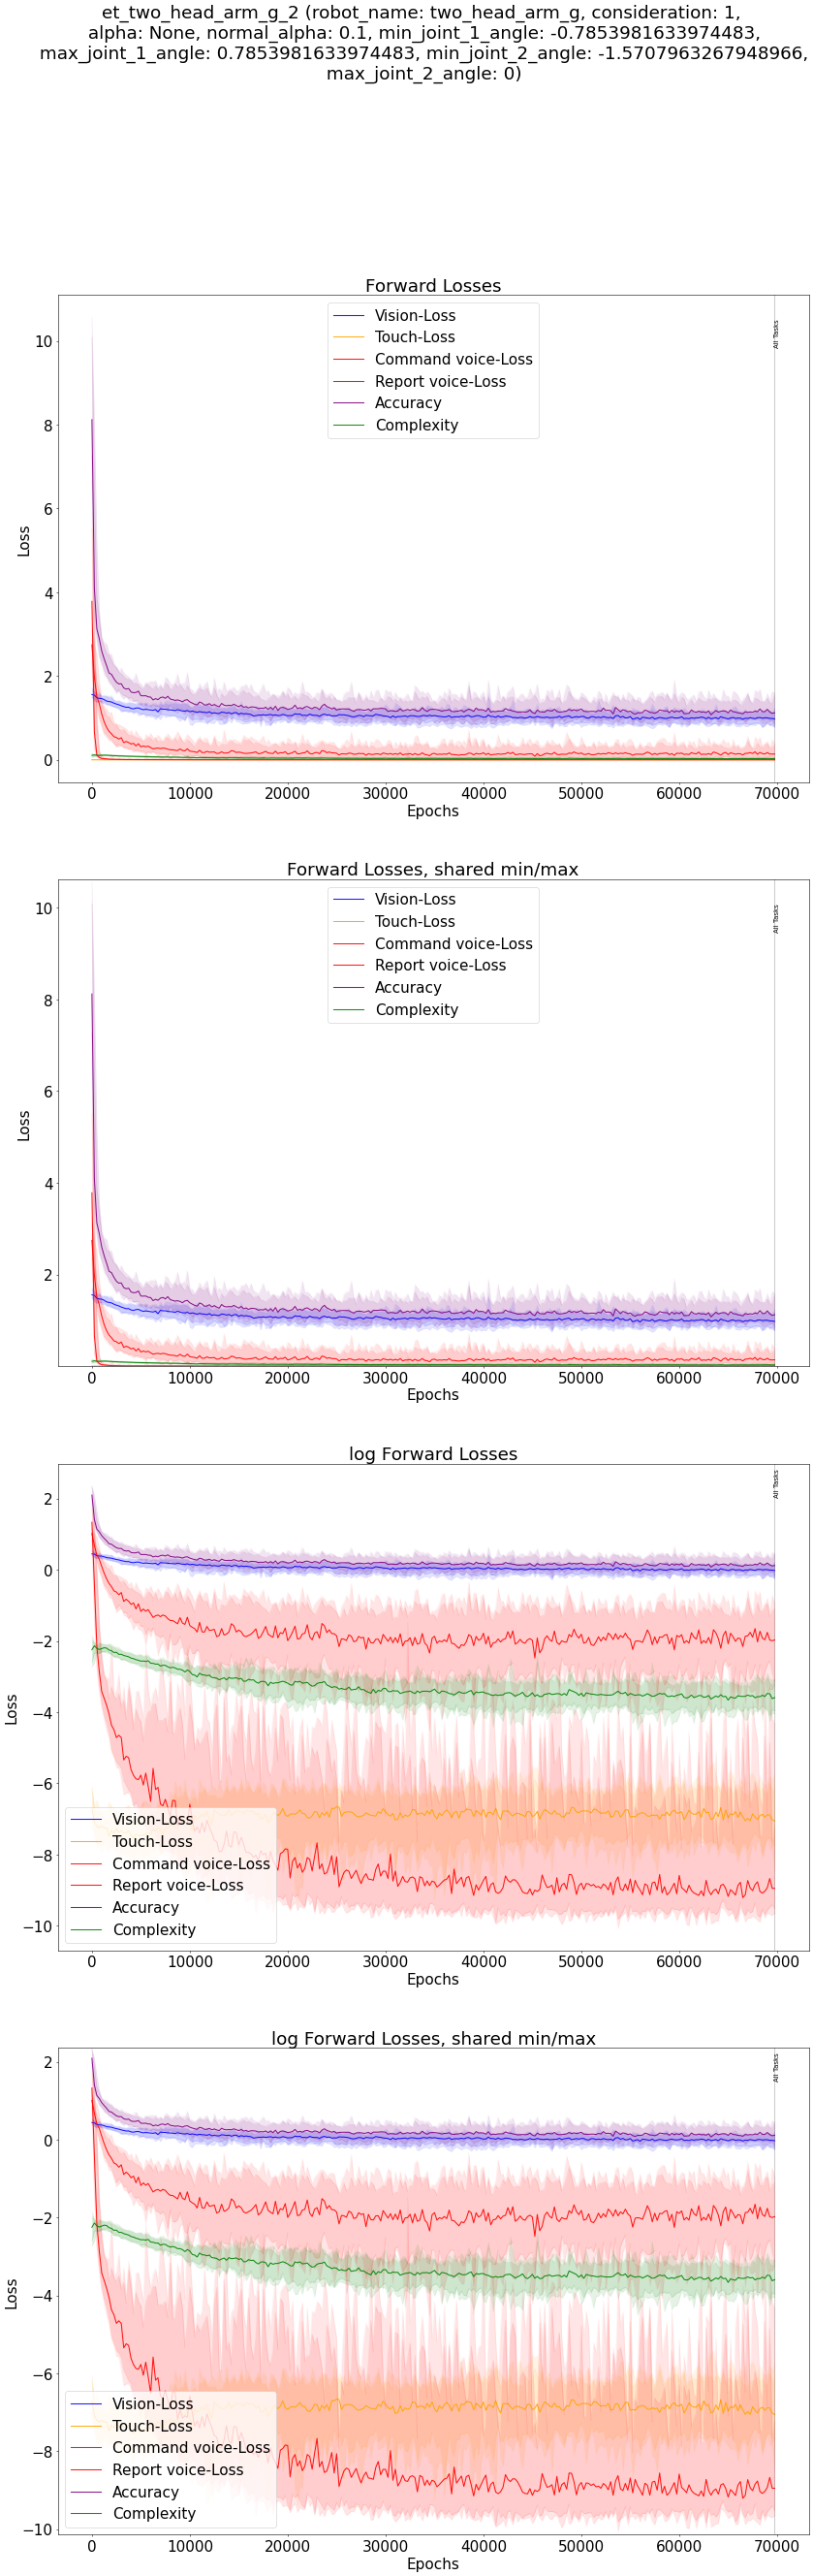 et_two_head_arm_g_2 (robot_name: two_head_arm_g, consideration: 1,
alpha: None, normal_alpha: 0.1, min_joint_1_angle: -0.7853981633974483,
max_joint_1_angle: 0.7853981633974483, min_joint_2_angle: -1.5707963267948966,
max_joint_2_angle: 0)
Forward Losses
Vision-Loss
Touch-Loss
Command voice-Loss
Report voice-Loss
Accuracy
Complexity
All Tasks
10
8
6
4
2
0
Loss
0 10000 20000 30000 40000 50000 60000 70000
Epochs
Forward Losses, shared min/max
Vision-Loss
Touch-Loss
Command voice-Loss
Report voice-Loss
Accuracy
Complexity
All Tasks
10
8
6
4
2
Loss
0 10000 20000 30000 40000 50000 60000 70000
Epochs
log Forward Losses
All Tasks
2
0
−2
−4
−6
−8
−10
Loss
Vision-Loss
Touch-Loss
Command voice-Loss
Report voice-Loss
Accuracy
Complexity
0 10000 20000 30000 40000 50000 60000 70000
Epochs
log Forward Losses, shared min/max
All Tasks
2
0
−2
−4
−6
−8
−10
Loss
Vision-Loss
Touch-Loss
Command voice-Loss
Report voice-Loss
Accuracy
Complexity
0 10000 20000 30000 40000 50000 60000 70000
Epochs